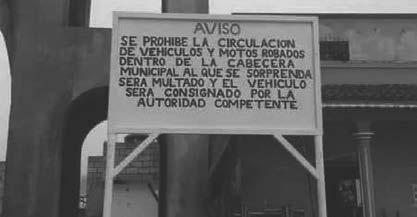 AVISO
SE PROHIBE LA CIRCULACION
DE VEHICULOS Y MOTOS ROBADOS
DENTRO DE LA CABECERA
MUNICIPAL AL QUE SE SORPRENDA
SERA MULTADO Y EL VEHICULO
SERA CONSIGNADO POR LA
AUTORIDAD COMPETENTE